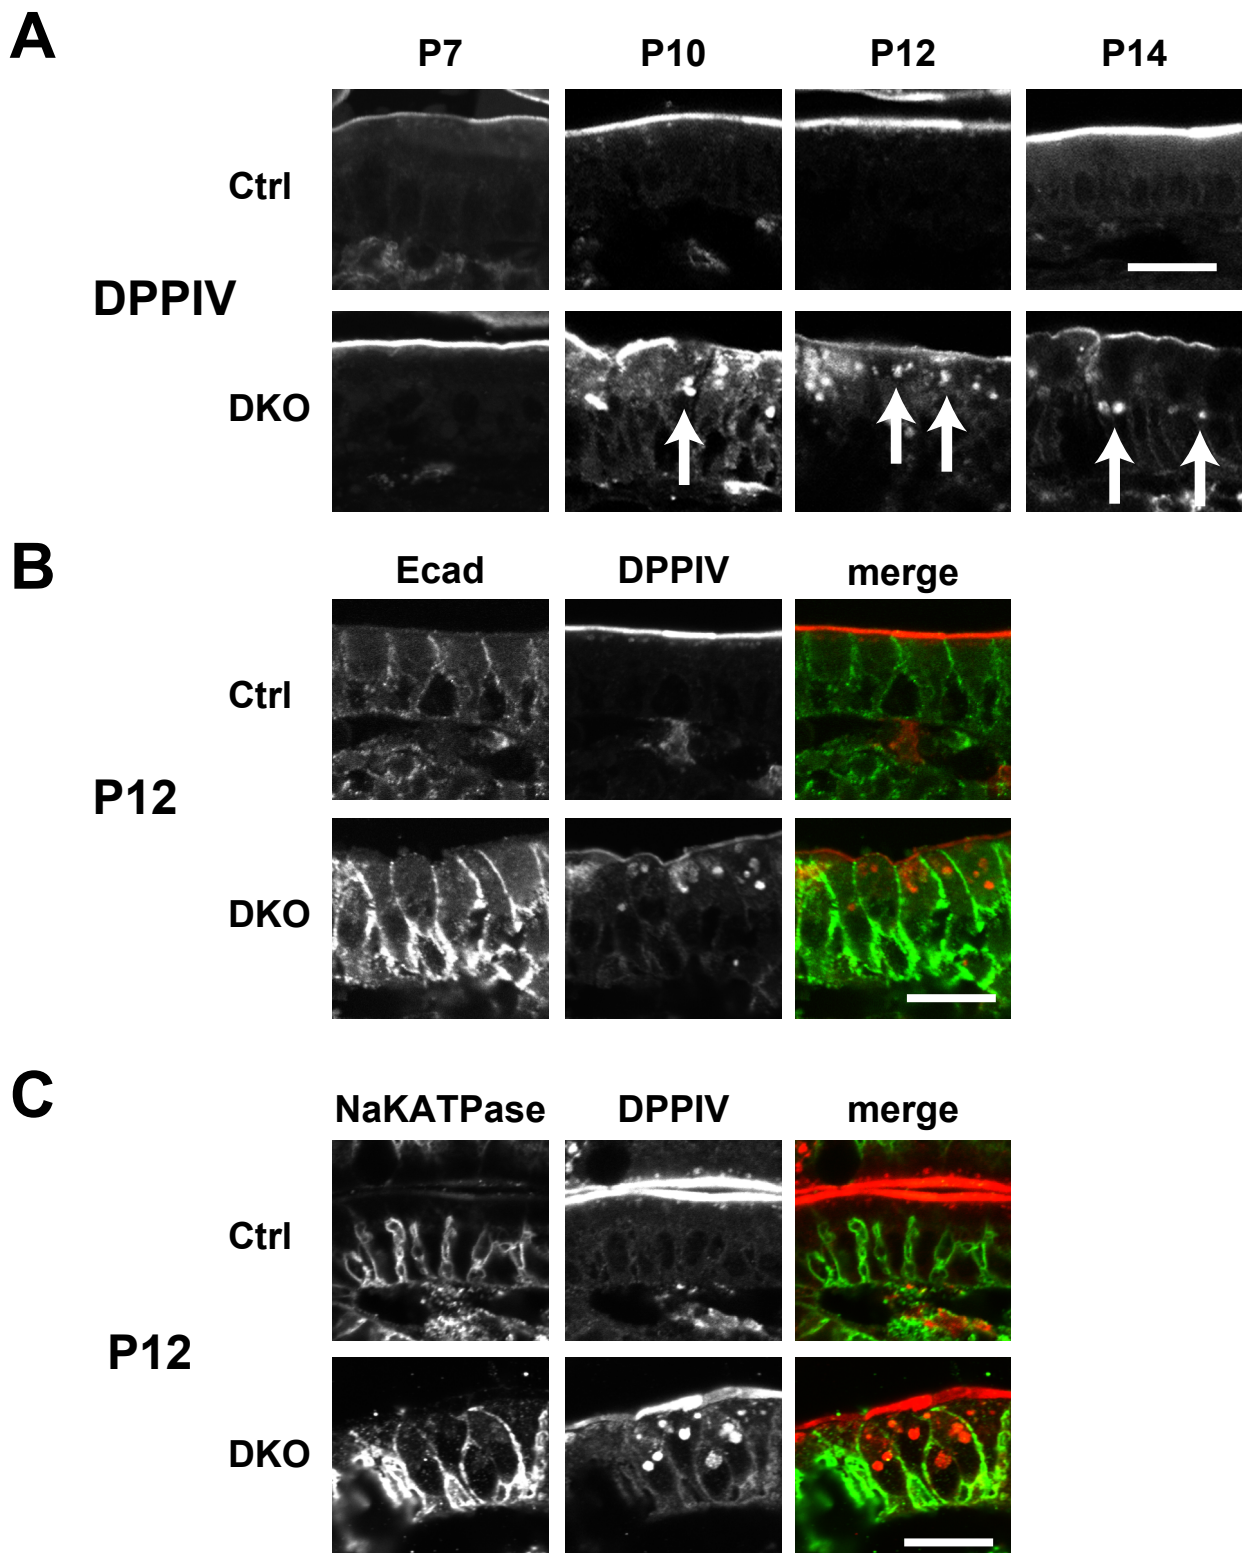 A
P7 P10 P12 P14
Ctrl
DPPIV
DKO
B
Ecad DPPIV merge
Ctrl
P12
DKO
C
NaKATPase DPPIV merge
Ctrl
P12
DKO